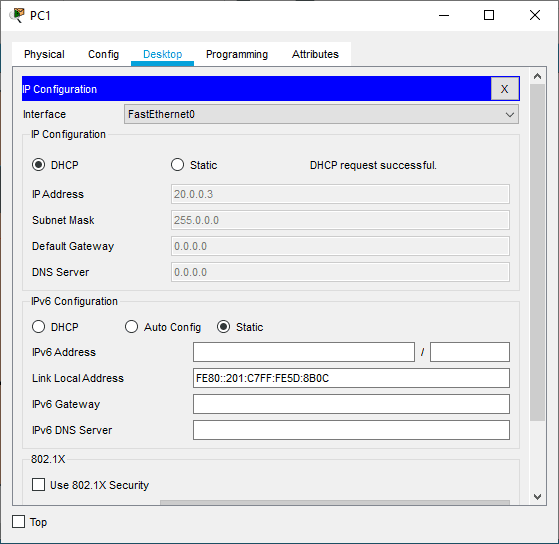 PC1
Physical Config Desktop Programming Attributes
IP Configuration X
Interface FastEthernet0
IP Configuration
DHCP Static DHCP request successful.
IP Address 20.0.0.3
Subnet Mask 255.0.0.0
Default Gateway 0.0.0.0
DNS Server 0.0.0.0
IPv6 Configuration
DHCP Auto Config Static
IPv6 Address /
Link Local Address FE80::201:C7FF:FE5D:8B0C
IPv6 Gateway
IPv6 DNS Server
802.1X
Use 802.1X Security
Top